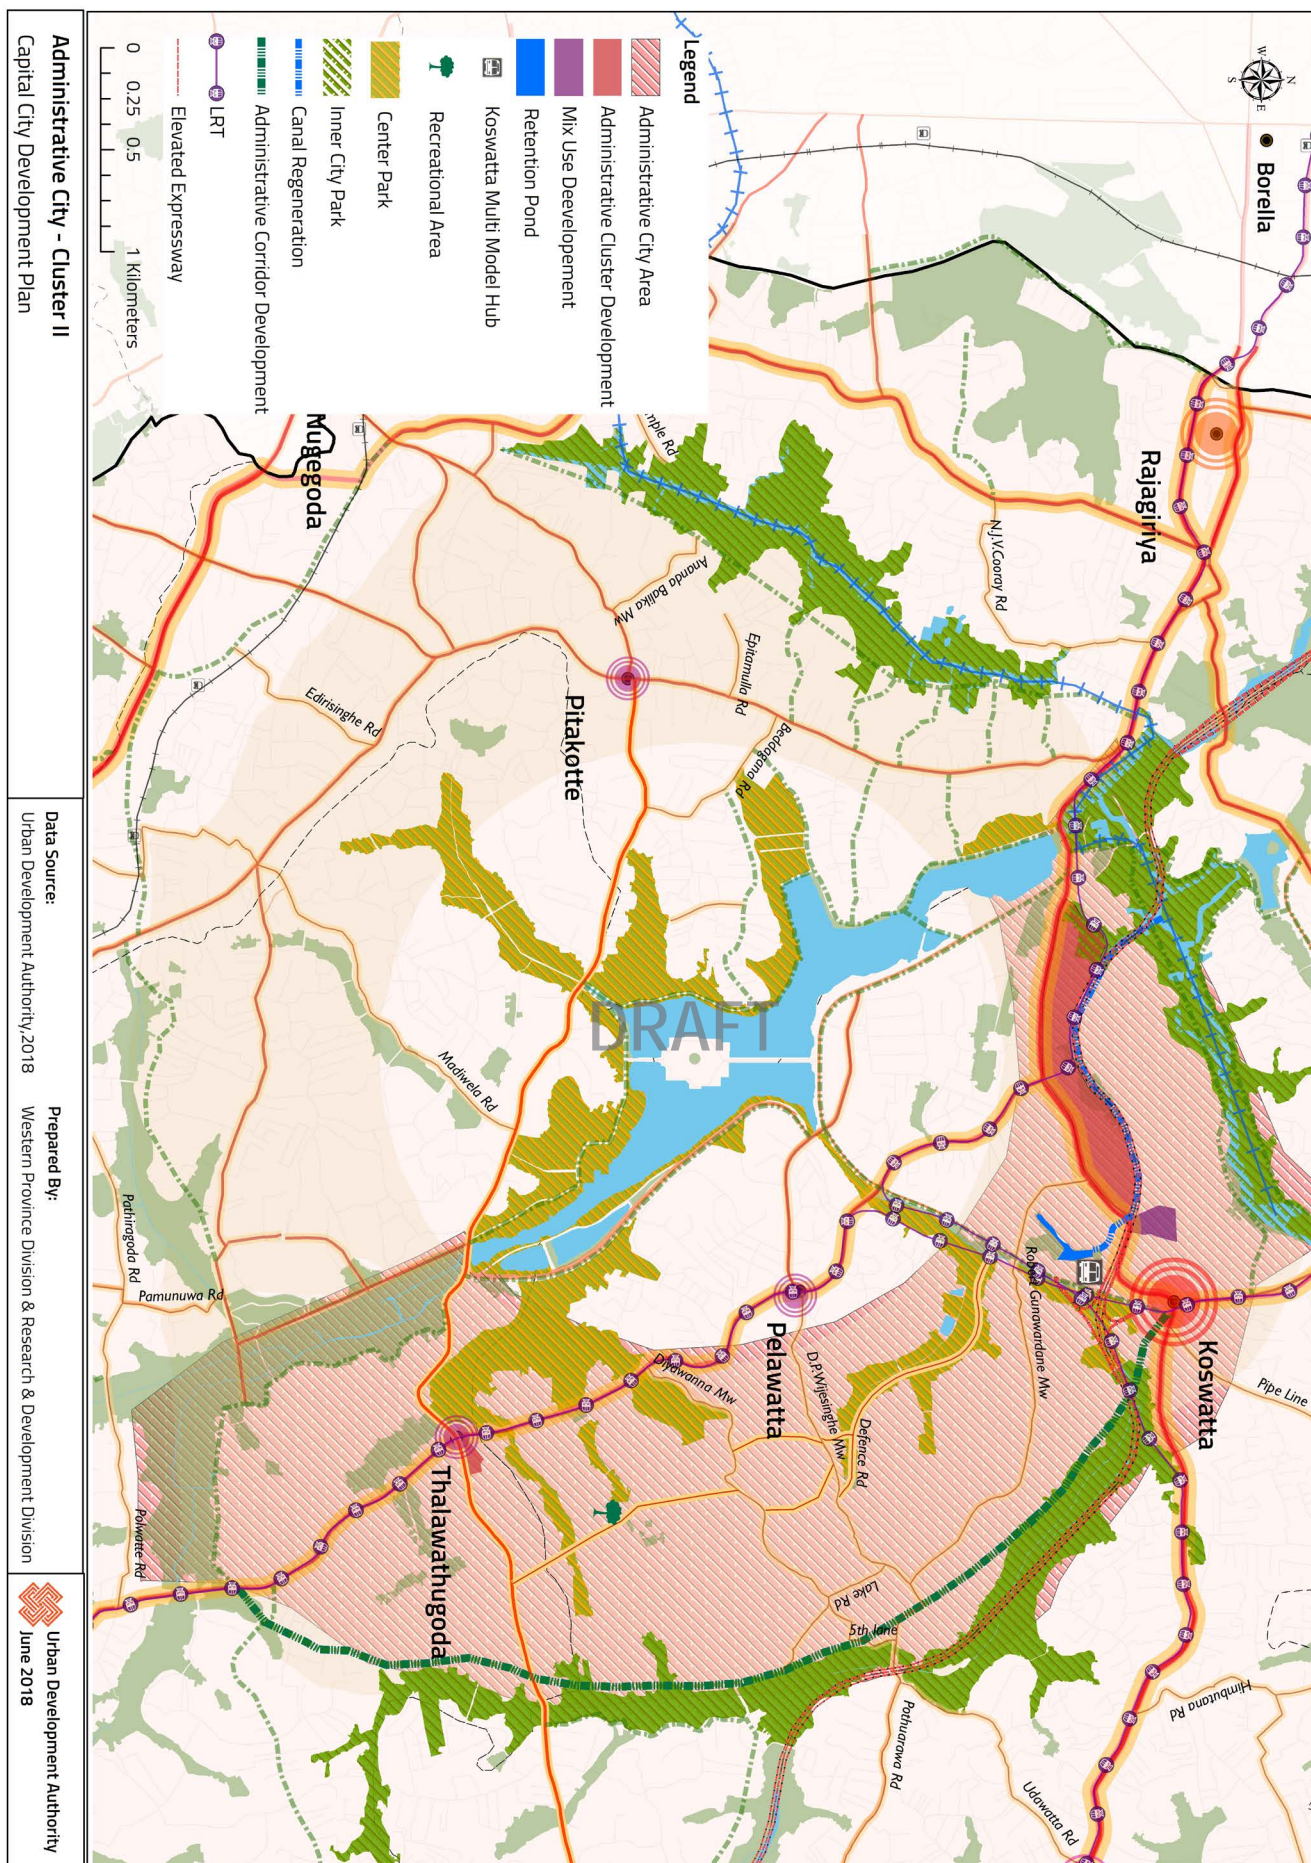 Borella
Rajagiriya
Koswatta
Pipe Line
N.J.V.Cooray Rd
Himbutana Rd
Robert Gunawardane Mw
Udawatta Rd
Pothuarawa Rd
5th lane
Lake Rd
Defence Rd
D.P.Wijesinghe Mw
Pelawatta
Diyawanna Mw
Beddagana Rd
Epitamulla Rd
Ananda Balika Mw
Pitakotte
DRAFT
Madiwela Rd
Thalawathugoda
Edirisinghe Rd
Mugegoda
Pathiragoda Rd
Pamunuwa Rd
Polwatte Rd
W N
S E
Legend
Administrative City Area
Administrative Cluster Development
Mix Use Deevelopement
Retention Pond
Koswatta Multi Model Hub
Recreational Area
Center Park
Inner City Park
Canal Regeneration
Administrative Corridor Development
LRT
Elevated Expressway
0 0.25 0.5 1 Kilometers
Administrative City - Cluster II
Capital City Development Plan
Data Source:
Urban Development Authority,2018
Prepared By:
Western Province Division & Research & Development Division
Urban Development Authority
June 2018